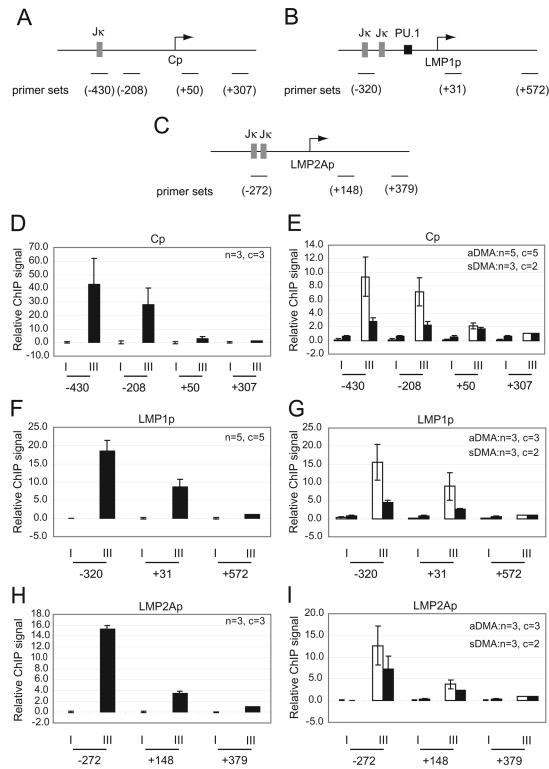 A
Jκ
Cp
primer sets (-430) (-208) (+50) (+307)
B
Jκ Jκ PU.1
LMP1p
primer sets (-320) (+31) (+572)
C
Jκ Jκ
LMP2Ap
primer sets (-272) (+148) (+379)
D
Cp
n=3, c=3
Relative ChIP signal
70.0
60.0
50.0
40.0
30.0
20.0
10.0
0.0
-10.0
I III I III I III I III
-430 -208 +50 +307
E
Cp
aDMA:n=5, c=5
sDMA:n=3, c=2
Relative ChIP signal
14.0
12.0
10.0
8.0
6.0
4.0
2.0
0.0
-2.0
I III I III I III I III
-430 -208 +50 +307
F
LMP1p
n=5, c=5
Relative ChIP signal
25.0
20.0
15.0
10.0
5.0
0.0
-5.0
I III I III I III
-320 +31 +572
G
LMP1p
aDMA:n=3, c=3
sDMA:n=3, c=2
Relative ChIP signal
25.0
20.0
15.0
10.0
5.0
0.0
-5.0
I III I III I III
-320 +31 +572
H
LMP2Ap
n=3, c=3
Relative ChIP signal
18.0
16.0
14.0
12.0
10.0
8.0
6.0
4.0
2.0
0.0
-2.0
I III I III I III
-272 +148 +379
I
LMP2Ap
aDMA:n=3, c=3
sDMA:n=3, c=2
Relative ChIP signal
20.0
15.0
10.0
5.0
0.0
-5.0
I III I III I III
-272 +148 +379